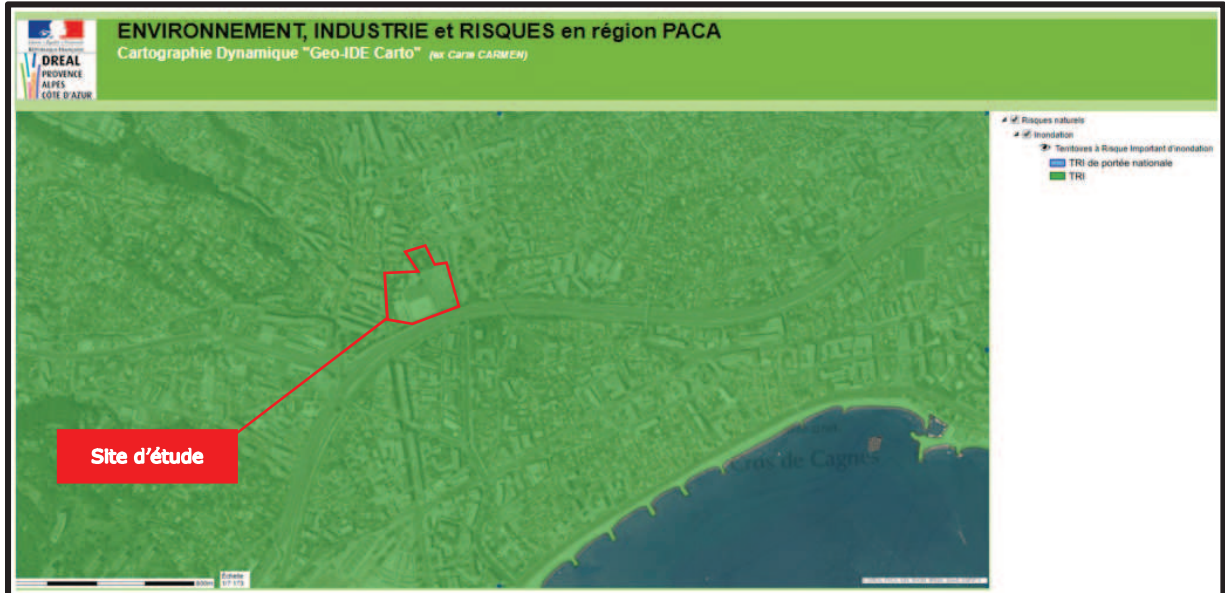 ENVIRONNEMENT, INDUSTRIE et RISQUES en région PACA
Cartographie Dynamique "Geo-IDE Carto" (ex Carte CARMEN)
DREAL
PROVENCE
ALPES
CÔTE D'AZUR
Risques naturels
Inondation
Territoires à Risque Important d'inondation
TRI de portée nationale
TRI
Site d'étude
Cros de Cagnes
Echelle